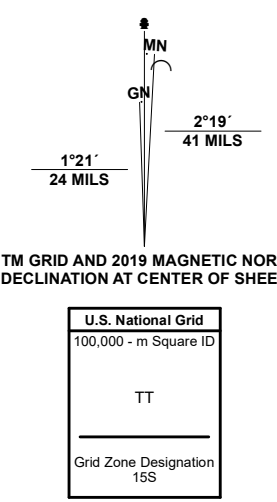 MN
GN
2°19´
41 MILS
1°21´
24 MILS
TM GRID AND 2019 MAGNETIC NOR
DECLINATION AT CENTER OF SHEE
U.S. National Grid
100,000 - m Square ID
TT
Grid Zone Designation
15S